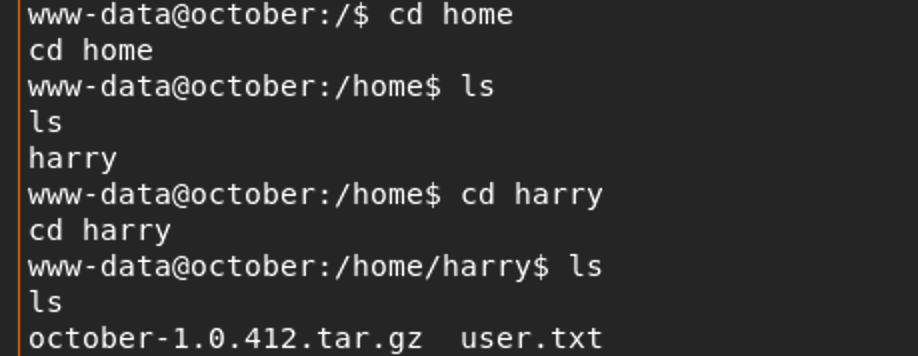 www-data@october:/$ cd home
cd home
www-data@october:/home$ ls
ls
harry
www-data@october:/home$ cd harry
cd harry
www-data@october:/home/harry$ ls
ls
october-1.0.412.tar.gz  user.txt